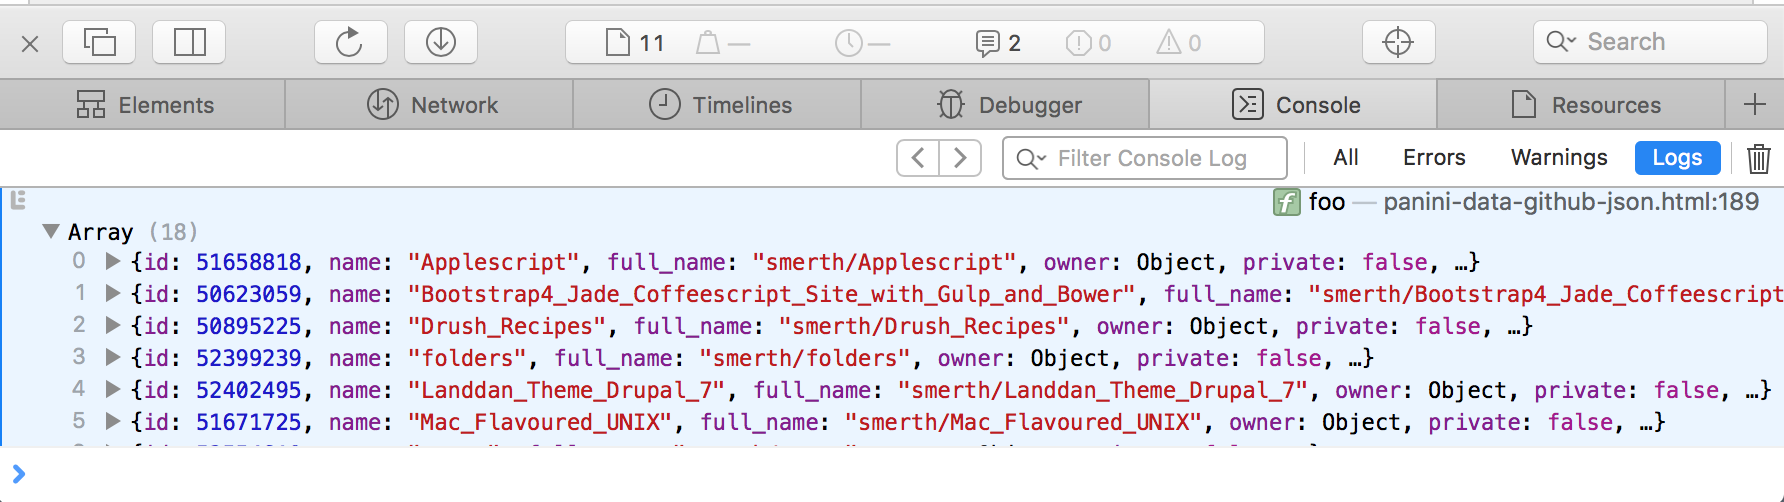 11 — — 2 0 0 Search
Elements Network Timelines Debugger Console Resources +
Filter Console Log All Errors Warnings Logs
foo — panini-data-github-json.html:189
Array (18)
0 {id: 51658818, name: "Applescript", full_name: "smerth/Applescript", owner: Object, private: false, …}
1 {id: 50623059, name: "Bootstrap4_Jade_Coffeescript_Site_with_Gulp_and_Bower", full_name: "smerth/Bootstrap4_Jade_Coffeescript
2 {id: 50895225, name: "Drush_Recipes", full_name: "smerth/Drush_Recipes", owner: Object, private: false, …}
3 {id: 52399239, name: "folders", full_name: "smerth/folders", owner: Object, private: false, …}
4 {id: 52402495, name: "Landdan_Theme_Drupal_7", full_name: "smerth/Landdan_Theme_Drupal_7", owner: Object, private: false, …}
5 {id: 51671725, name: "Mac_Flavoured_UNIX", full_name: "smerth/Mac_Flavoured_UNIX", owner: Object, private: false, …}